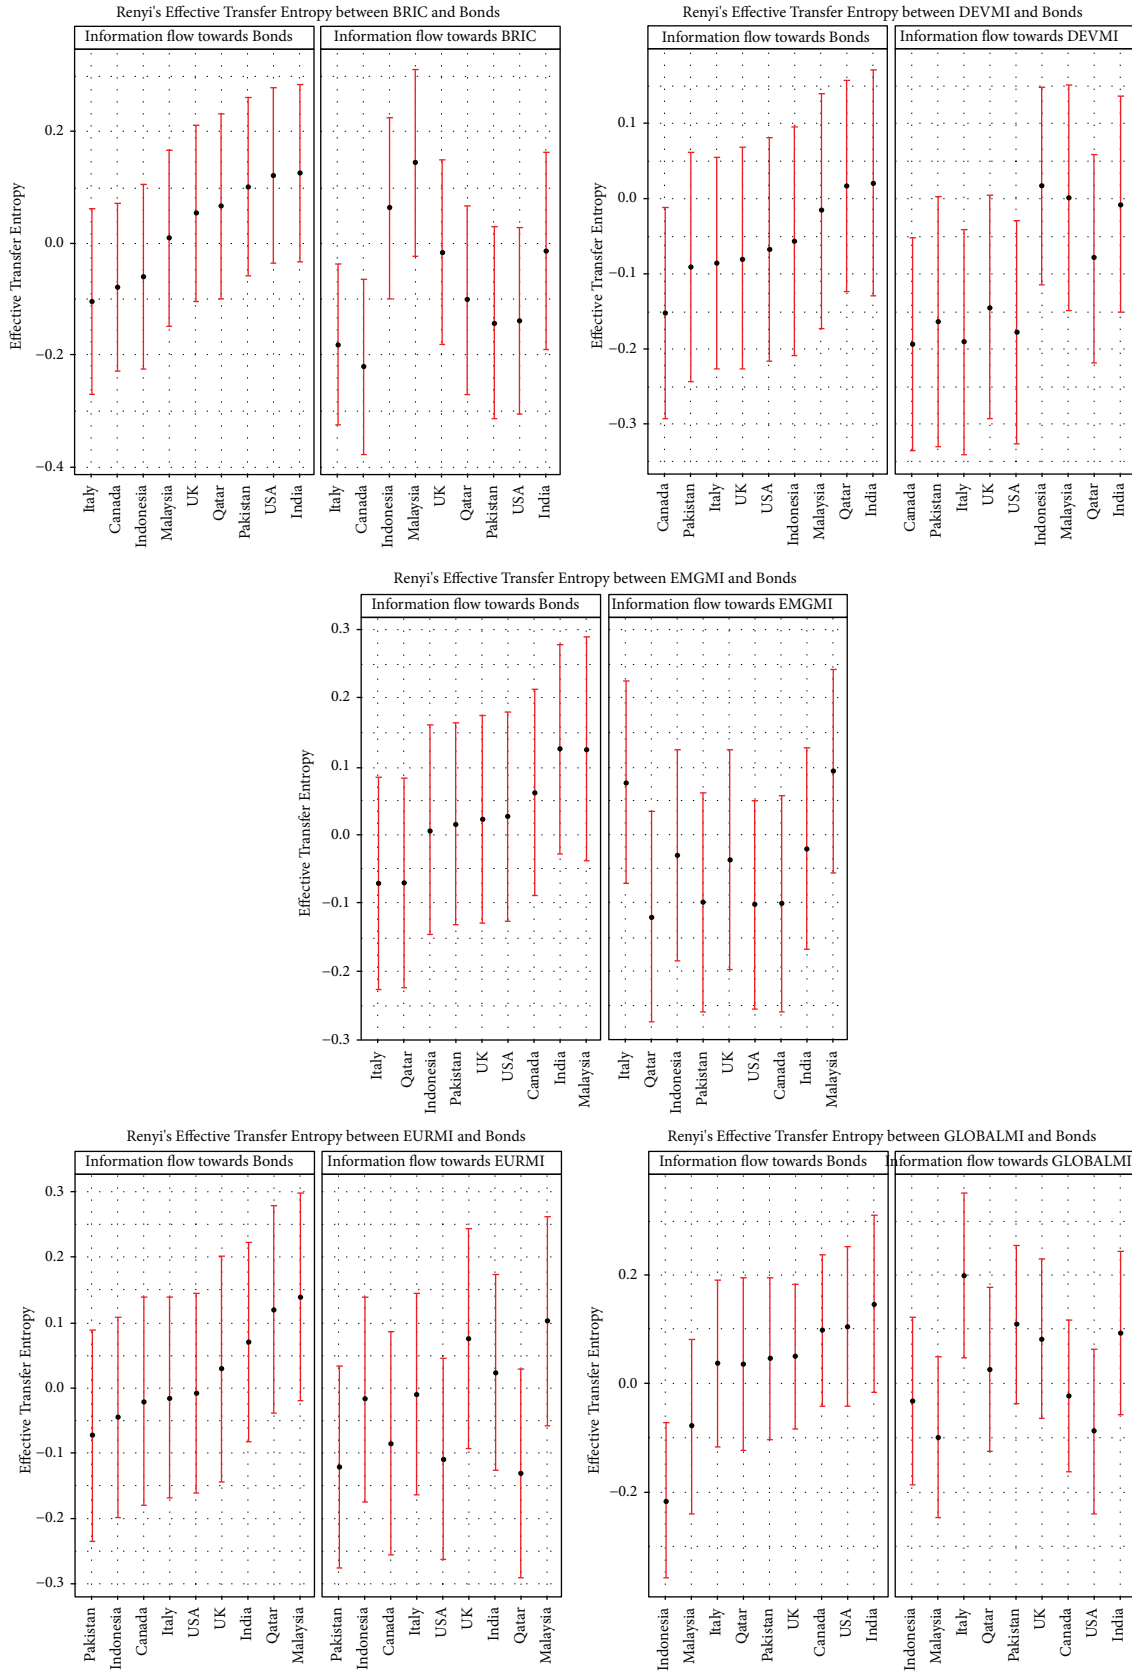 Renyi's Effective Transfer Entropy between BRIC and Bonds
Information flow towards Bonds
Information flow towards BRIC
Effective Transfer Entropy
0.2
0.0
−0.2
−0.4
Italy
Canada
Indonesia
Malaysia
UK
Qatar
Pakistan
USA
India
Italy
Canada
Indonesia
Malaysia
UK
Qatar
Pakistan
USA
India
Renyi's Effective Transfer Entropy between DEVMI and Bonds
Information flow towards Bonds
Information flow towards DEVMI
Effective Transfer Entropy
0.1
0.0
−0.1
−0.2
−0.3
Canada
Pakistan
Italy
UK
USA
Indonesia
Malaysia
Qatar
India
Canada
Pakistan
Italy
UK
USA
Indonesia
Malaysia
Qatar
India
Renyi's Effective Transfer Entropy between EMGMI and Bonds
Information flow towards Bonds
Information flow towards EMGMI
Effective Transfer Entropy
0.3
0.2
0.1
0.0
−0.1
−0.2
−0.3
Italy
Qatar
Indonesia
Pakistan
UK
USA
Canada
India
Malaysia
Italy
Qatar
Indonesia
Pakistan
UK
USA
Canada
India
Malaysia
Renyi's Effective Transfer Entropy between EURMI and Bonds
Information flow towards Bonds
Information flow towards EURMI
Effective Transfer Entropy
0.3
0.2
0.1
0.0
−0.1
−0.2
−0.3
Pakistan
Indonesia
Canada
Italy
USA
UK
India
Qatar
Malaysia
Pakistan
Indonesia
Canada
Italy
USA
UK
India
Qatar
Malaysia
Renyi's Effective Transfer Entropy between GLOBALMI and Bonds
Information flow towards Bonds
Information flow towards GLOBALMI
Effective Transfer Entropy
0.2
0.0
−0.2
Indonesia
Malaysia
Italy
Qatar
Pakistan
UK
Canada
USA
India
Indonesia
Malaysia
Italy
Qatar
Pakistan
UK
Canada
USA
India